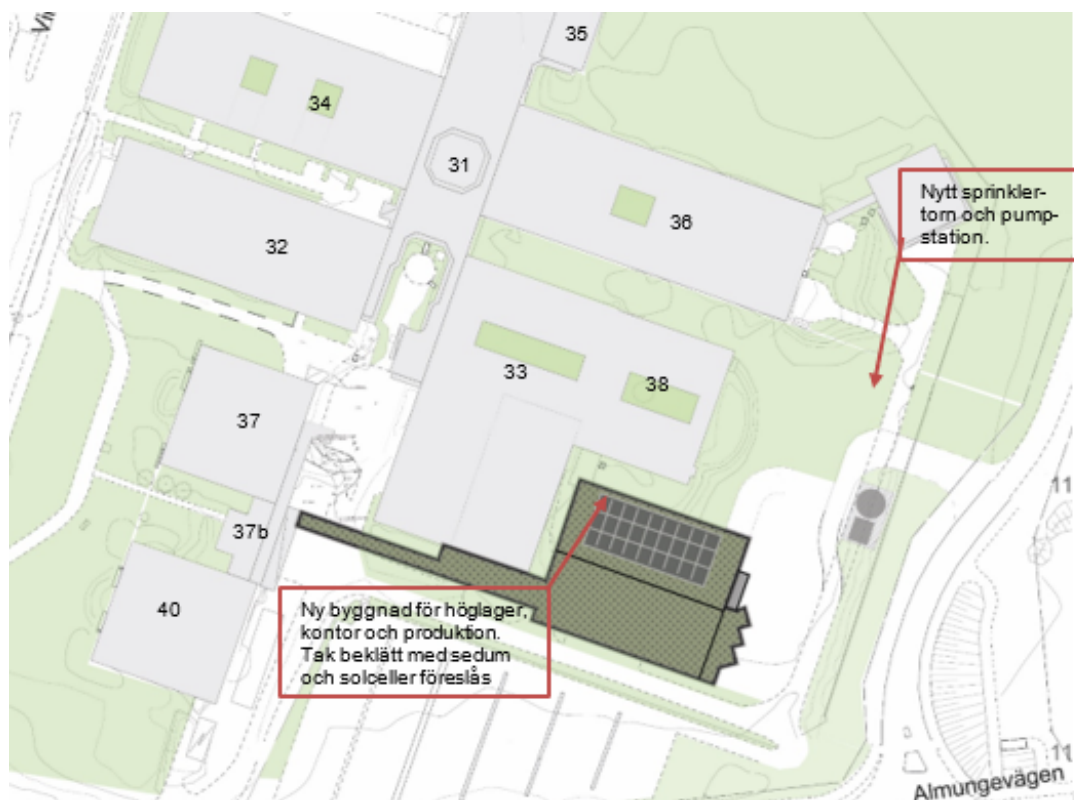 35
34
31
36
32
Nytt sprinkler-
torn och pump-
station.
33
38
37
37b
40
Ny byggnad för höglager,
kontor och produktion.
Tak beklätt med sedum
och solceller föreslås
11
11
Almungevägen